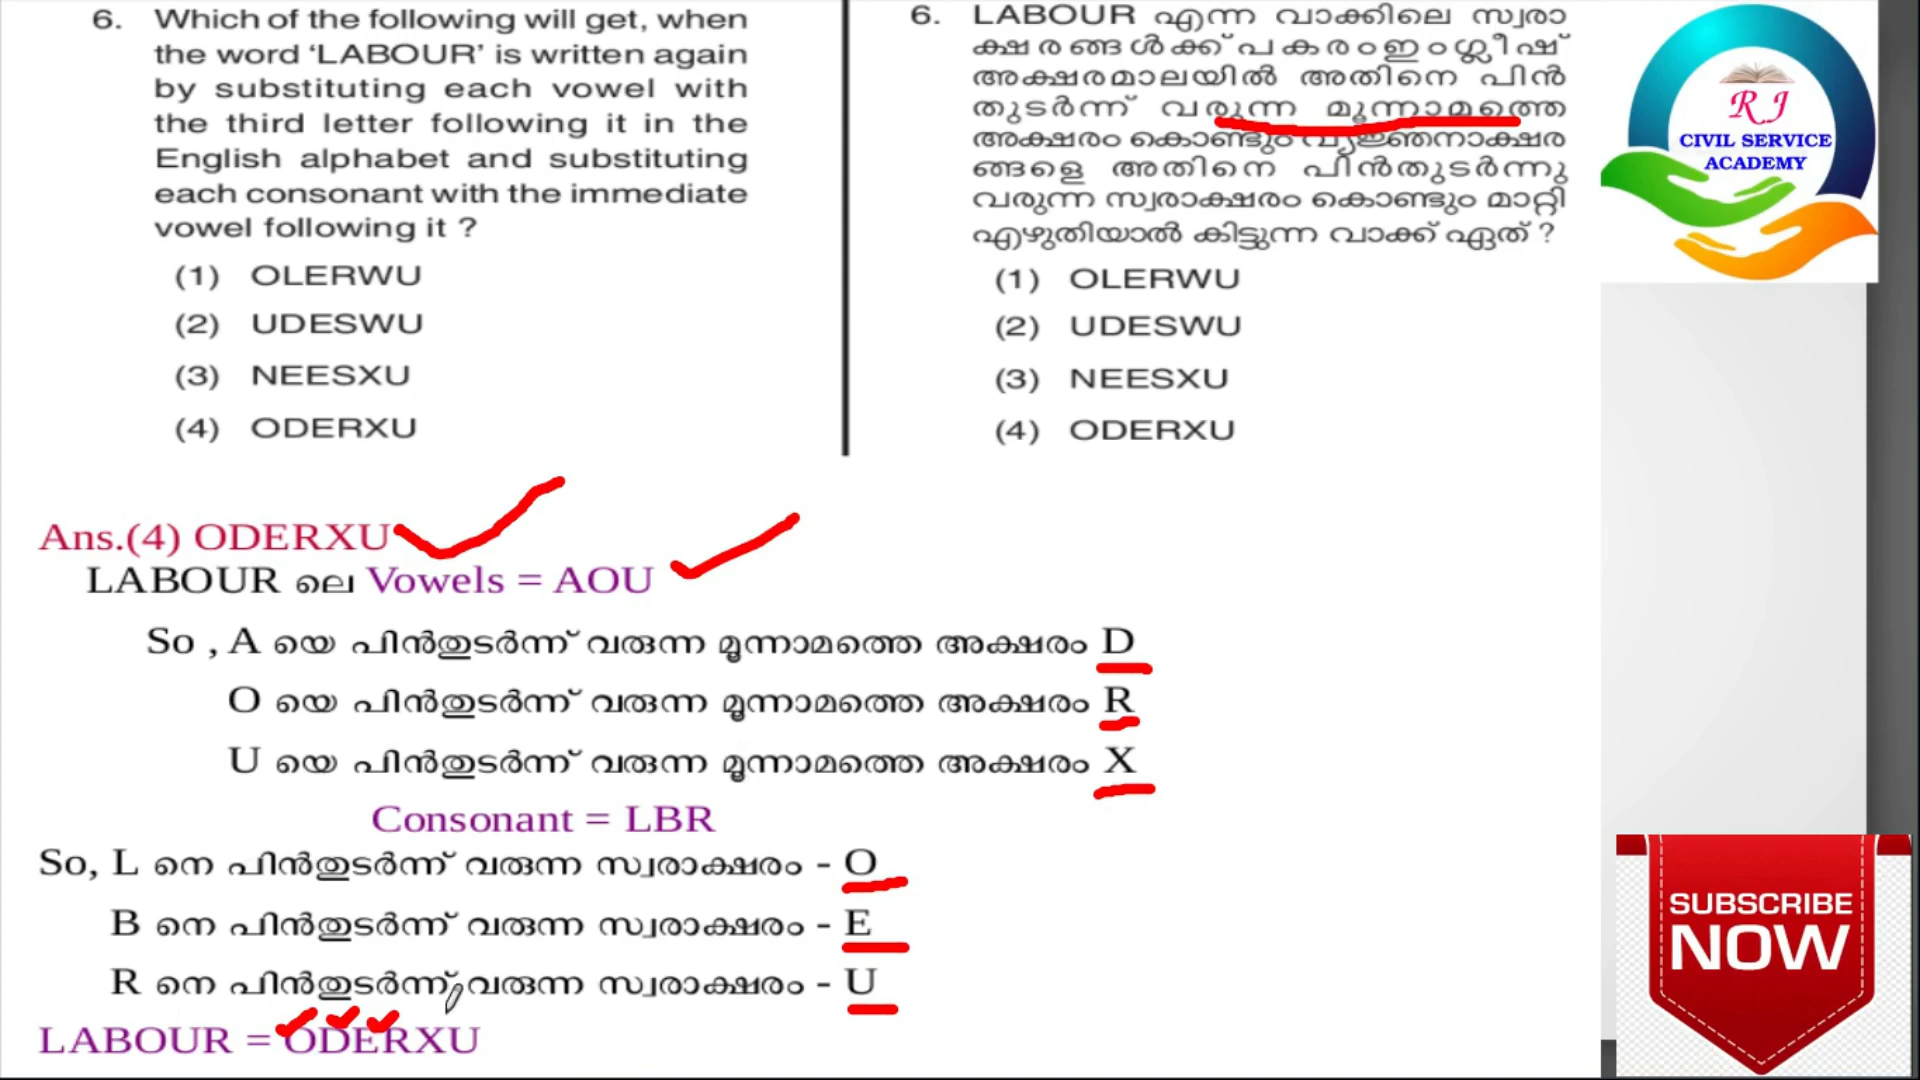 6. Which of the following will get, when
the word ‘LABOUR’ is written again
by substituting each vowel with
the third letter following it in the
English alphabet and substituting
each consonant with the immediate
vowel following it ?
(1) OLERWU
(2) UDESWU
(3) NEESXU
(4) ODERXU
6. LABOUR എന്ന വാക്കിലെ സ്വരാ
ക്ഷരങ്ങൾക്ക് പകരം ഇംഗ്ലീഷ്
അക്ഷരമാലയിൽ അതിനെ പിൻ
തുടർന്ന് വരുന്ന മൂന്നാമത്തെ
അക്ഷരം കൊണ്ടും വ്യഞ്ജനാക്ഷര
ങ്ങളെ അതിനെ പിൻതുടർന്നു
വരുന്ന സ്വരാക്ഷരം കൊണ്ടും മാറ്റി
എഴുതിയാൽ കിട്ടുന്ന വാക്ക് ഏത് ?
(1) OLERWU
(2) UDESWU
(3) NEESXU
(4) ODERXU
RJ
CIVIL SERVICE
ACADEMY
Ans.(4) ODERXU
LABOUR ലെ Vowels = AOU
So , A യെ പിൻതുടർന്ന് വരുന്ന മൂന്നാമത്തെ അക്ഷരം D
O യെ പിൻതുടർന്ന് വരുന്ന മൂന്നാമത്തെ അക്ഷരം R
U യെ പിൻതുടർന്ന് വരുന്ന മൂന്നാമത്തെ അക്ഷരം X
Consonant = LBR
So, L നെ പിൻതുടർന്ന് വരുന്ന സ്വരാക്ഷരം - O
B നെ പിൻതുടർന്ന് വരുന്ന സ്വരാക്ഷരം - E
R നെ പിൻതുടർന്ന് വരുന്ന സ്വരാക്ഷരം - U
LABOUR = ODERXU
SUBSCRIBE
NOW